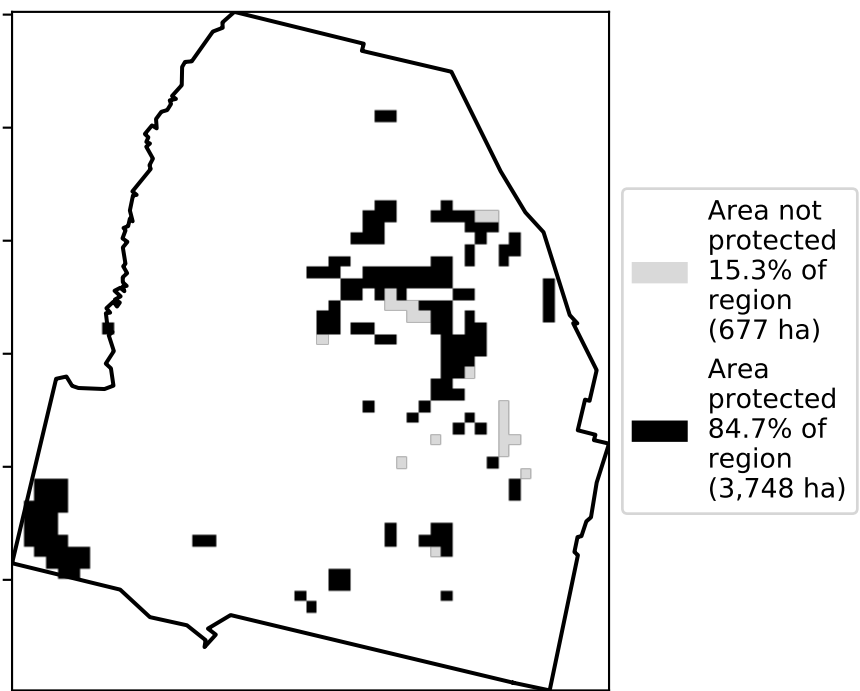 Area not
protected
15.3% of
region
(677 ha)
Area
protected
84.7% of
region
(3,748 ha)